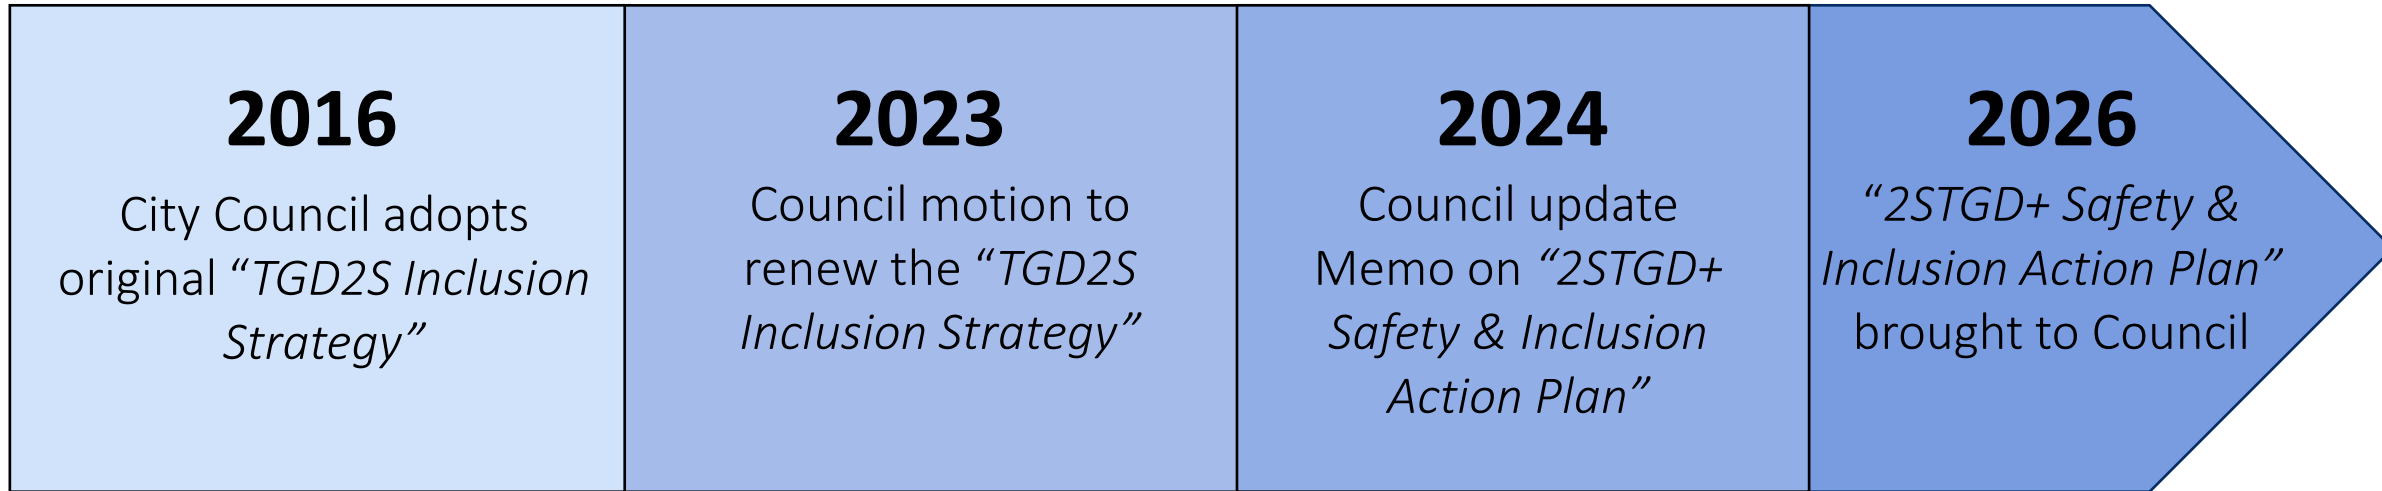 2016
City Council adopts
original “TGD2S Inclusion
Strategy”
2023
Council motion to
renew the “TGD2S
Inclusion Strategy”
2024
Council update
Memo on “2STGD+
Safety & Inclusion
Action Plan”
2026
“2STGD+ Safety &
Inclusion Action Plan”
brought to Council